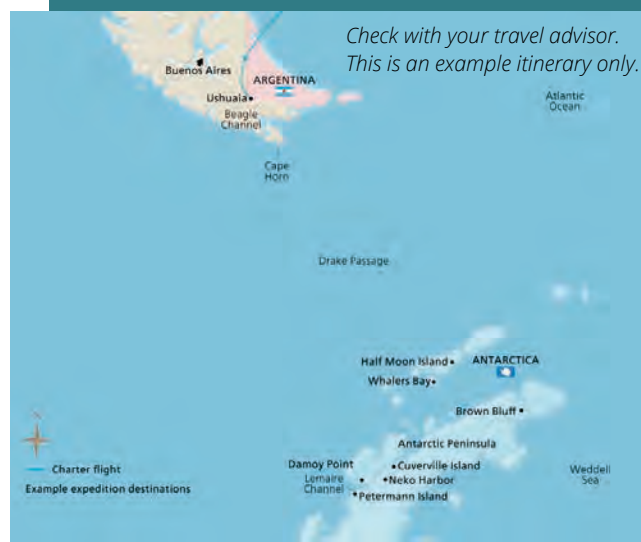 Check with your travel advisor.
This is an example itinerary only.
Buenos Aires
ARGENTINA
Ushuaia
Beagle
Channel
Atlantic
Ocean
Cape
Horn
Drake Passage
Half Moon Island
ANTARCTICA
Whalers Bay
Brown Bluff
Antarctic Peninsula
Damoy Point
Cuverville Island
Lemaire
Channel
Neko Harbor
Weddell
Sea
Petermann Island
Charter flight
Example expedition destinations